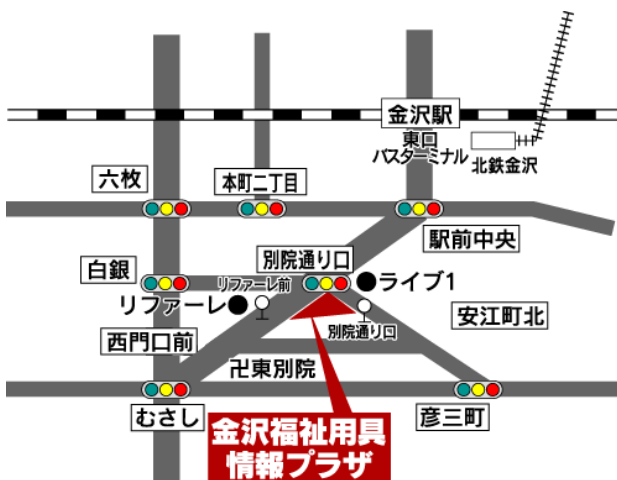 金沢駅
東口
バスターミナル
北鉄金沢
六枚
本町二丁目
駅前中央
白銀
別院通り口
リファーレ前
ライブ1
リファーレ
安江町北
別院通り口
西門口前
卍東別院
むさし
彦三町
金沢福祉用具
情報プラザ